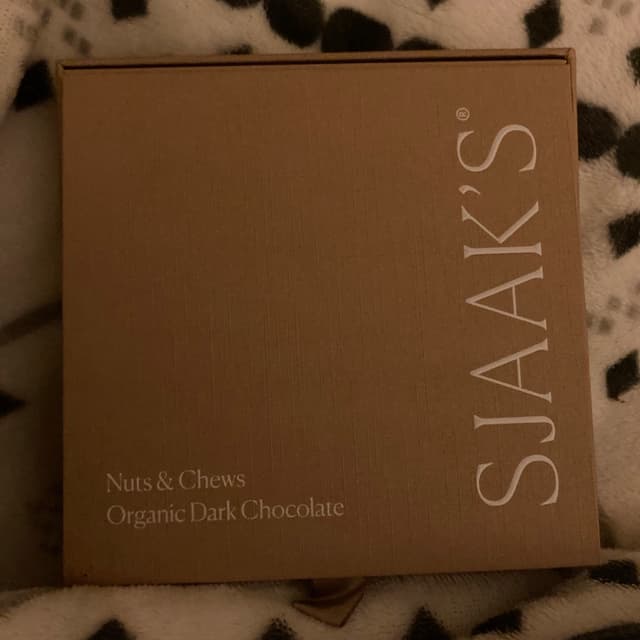 SJAAK'S®
Nuts & Chews
Organic Dark Chocolate